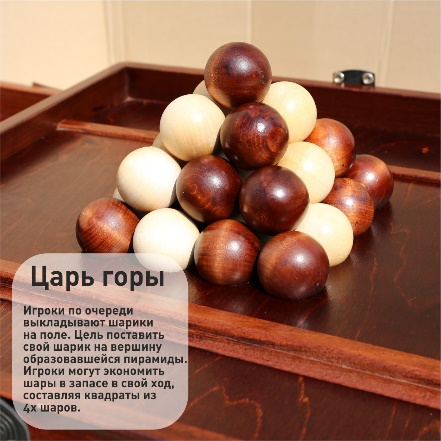 Царь горы
Игроки по очереди
выкладывают шарики
на поле. Цель поставить
свой шарик на вершину
образовавшейся пирамиды.
Игроки могут экономить
шары в запасе в свой ход,
составляя квадраты из
4х шаров.